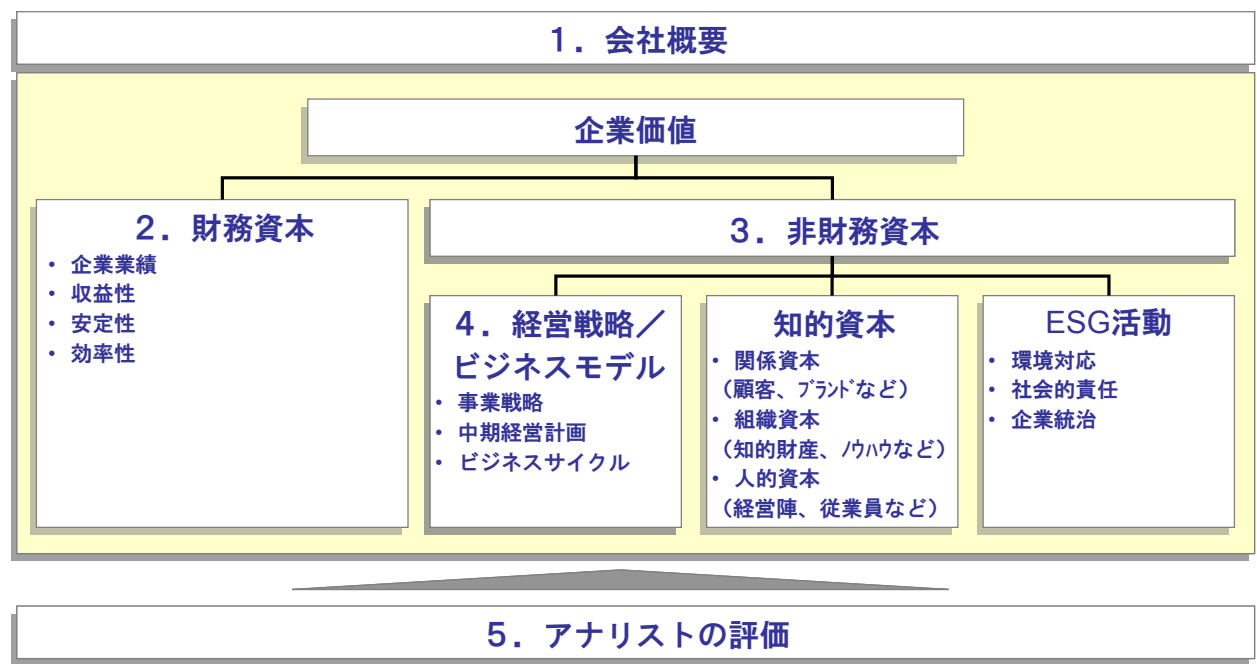 １．会社概要
企業価値
２．財務資本
・ 企業業績
・ 収益性
・ 安定性
・ 効率性
３．非財務資本
４．経営戦略／
ビジネスモデル
・ 事業戦略
・ 中期経営計画
・ ビジネスサイクル
知的資本
・ 関係資本
（顧客、ﾌﾞﾗﾝﾄﾞなど）
・ 組織資本
（知的財産、ﾉｳﾊｳなど）
・ 人的資本
（経営陣、従業員など）
ESG活動
・ 環境対応
・ 社会的責任
・ 企業統治
５．アナリストの評価